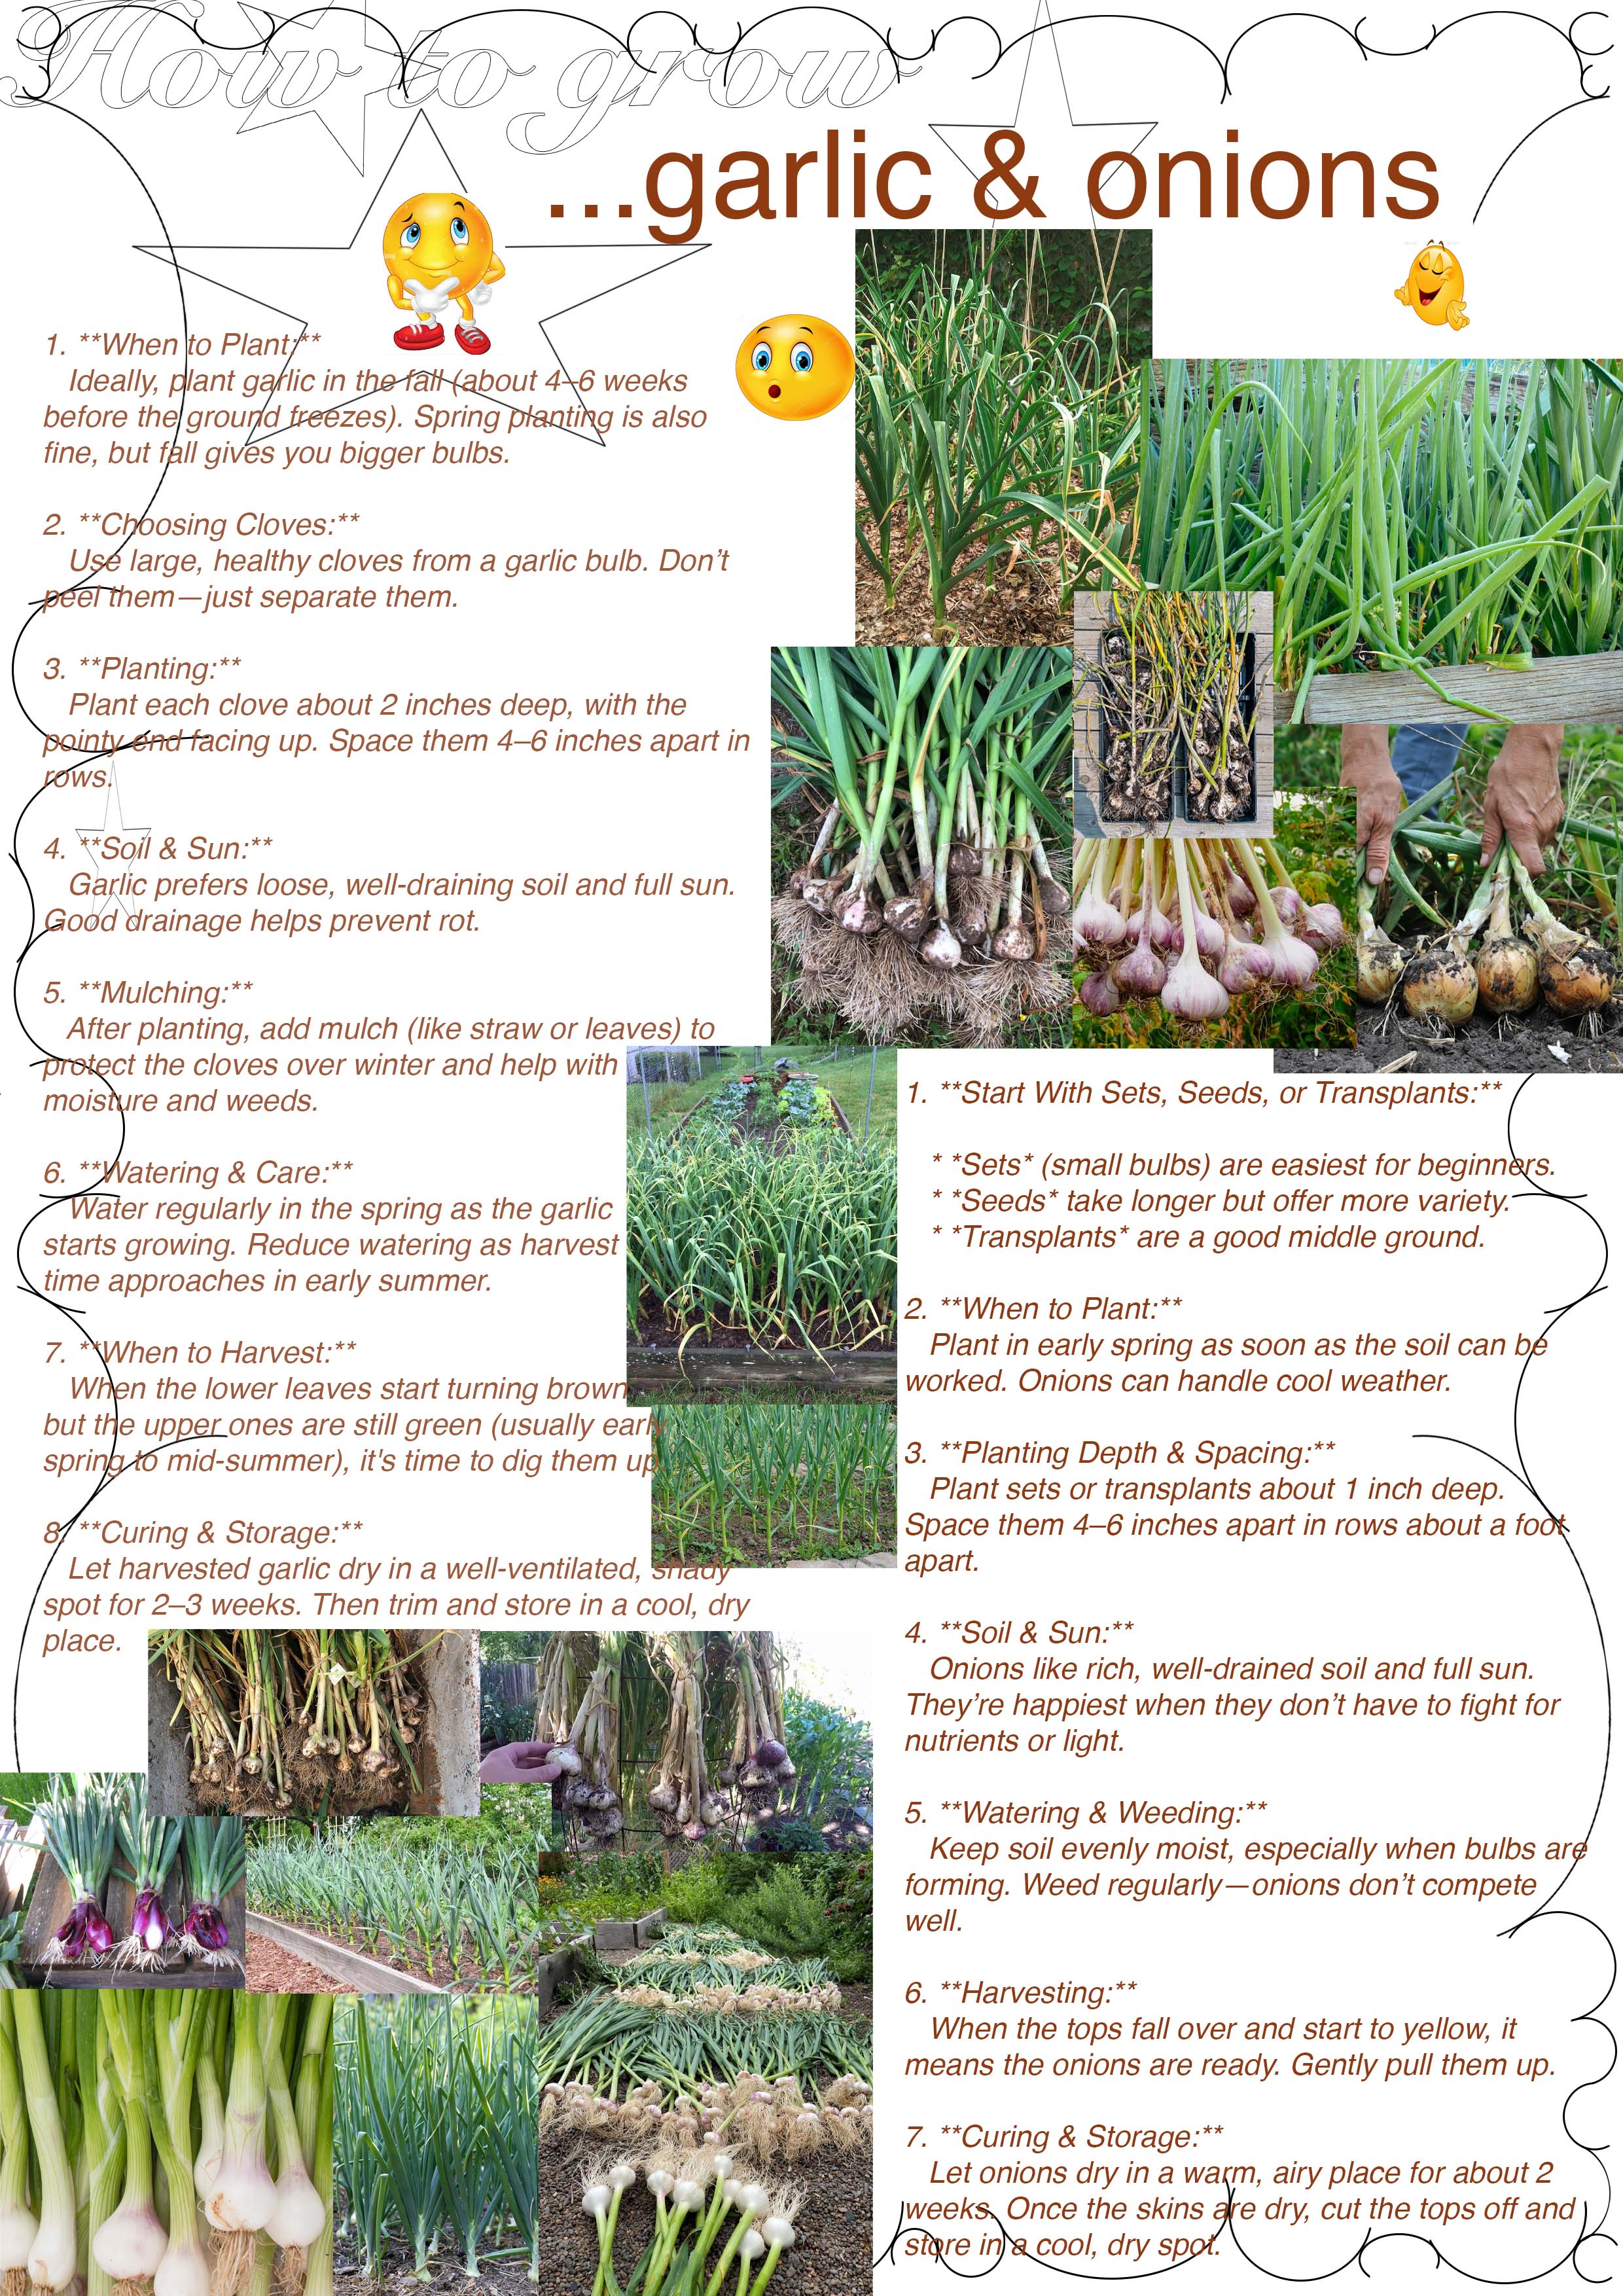 How to grow
...garlic & onions
1. **When to Plant:**
Ideally, plant garlic in the fall (about 4–6 weeks
before the ground freezes). Spring planting is also
fine, but fall gives you bigger bulbs.
2. **Choosing Cloves:**
Use large, healthy cloves from a garlic bulb. Don’t
peel them—just separate them.
3. **Planting:**
Plant each clove about 2 inches deep, with the
pointy end facing up. Space them 4–6 inches apart in
rows.
4. **Soil & Sun:**
Garlic prefers loose, well-draining soil and full sun.
Good drainage helps prevent rot.
5. **Mulching:**
After planting, add mulch (like straw or leaves) to
protect the cloves over winter and help with
moisture and weeds.
6. **Watering & Care:**
Water regularly in the spring as the garlic
starts growing. Reduce watering as harvest
time approaches in early summer.
7. **When to Harvest:**
When the lower leaves start turning brown
but the upper ones are still green (usually early
spring to mid-summer), it's time to dig them up
8. **Curing & Storage:**
Let harvested garlic dry in a well-ventilated, shady
spot for 2–3 weeks. Then trim and store in a cool, dry
place.
1. **Start With Sets, Seeds, or Transplants:**
* *Sets* (small bulbs) are easiest for beginners.
* *Seeds* take longer but offer more variety.
* *Transplants* are a good middle ground.
2. **When to Plant:**
Plant in early spring as soon as the soil can be
worked. Onions can handle cool weather.
3. **Planting Depth & Spacing:**
Plant sets or transplants about 1 inch deep.
Space them 4–6 inches apart in rows about a foot
apart.
4. **Soil & Sun:**
Onions like rich, well-drained soil and full sun.
They’re happiest when they don’t have to fight for
nutrients or light.
5. **Watering & Weeding:**
Keep soil evenly moist, especially when bulbs are
forming. Weed regularly—onions don’t compete
well.
6. **Harvesting:**
When the tops fall over and start to yellow, it
means the onions are ready. Gently pull them up.
7. **Curing & Storage:**
Let onions dry in a warm, airy place for about 2
weeks. Once the skins are dry, cut the tops off and
store in a cool, dry spot.